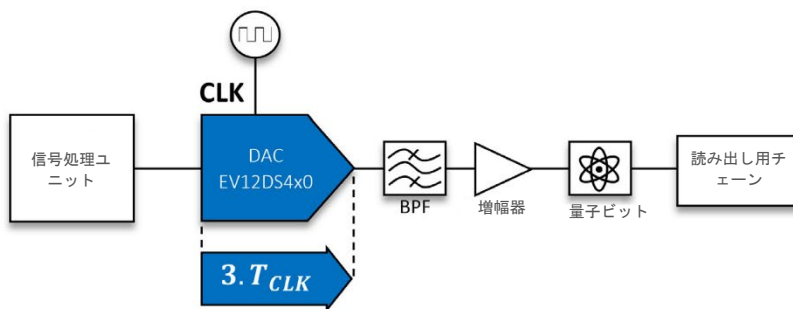 CLK
信号処理ユ
ニット
DAC
EV12DS4x0
BPF
増幅器
量子ビット
読み出し用チ
ェーン
3. T_CLK